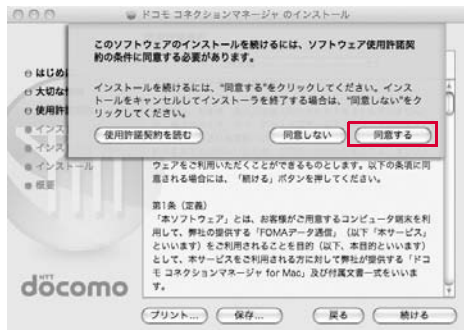 ドコモ コネクションマネージャ のインストール
このソフトウェアのインストールを続けるには、ソフトウェア使用許諾契
約の条件に同意する必要があります。
インストールを続けるには、"同意する"をクリックしてください。インス
トールをキャンセルしてインストーラを終了する場合は、"同意しない"をク
リックしてください。
使用許諾契約を読む
同意しない
同意する
はじめ
大切な
使用許
インス
インス
インストール
概要
ウェアをご利用いただくことができるものとします。以下の条項に同
意される場合には、「続ける」ボタンを押してください。
第1条（定義）
「本ソフトウェア」とは、お客様がご用意するコンピュータ端末を利
用して、弊社の提供する「FOMAデータ通信」（以下「本サービス」
といいます）をご利用されることを目的（以下、本目的といいます）
として、本サービスをご利用される方に対して弊社が提供する「ドコ
モ コネクションマネージャ for Mac」及び付属文書一式をいいま
す。
NTT
docomo
プリント...
保存...
戻る
続ける